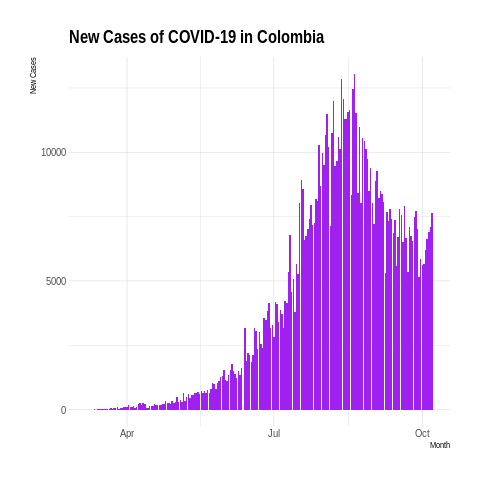 New Cases of COVID-19 in Colombia
New Cases
10000
5000
0
Apr
Jul
Oct
Month